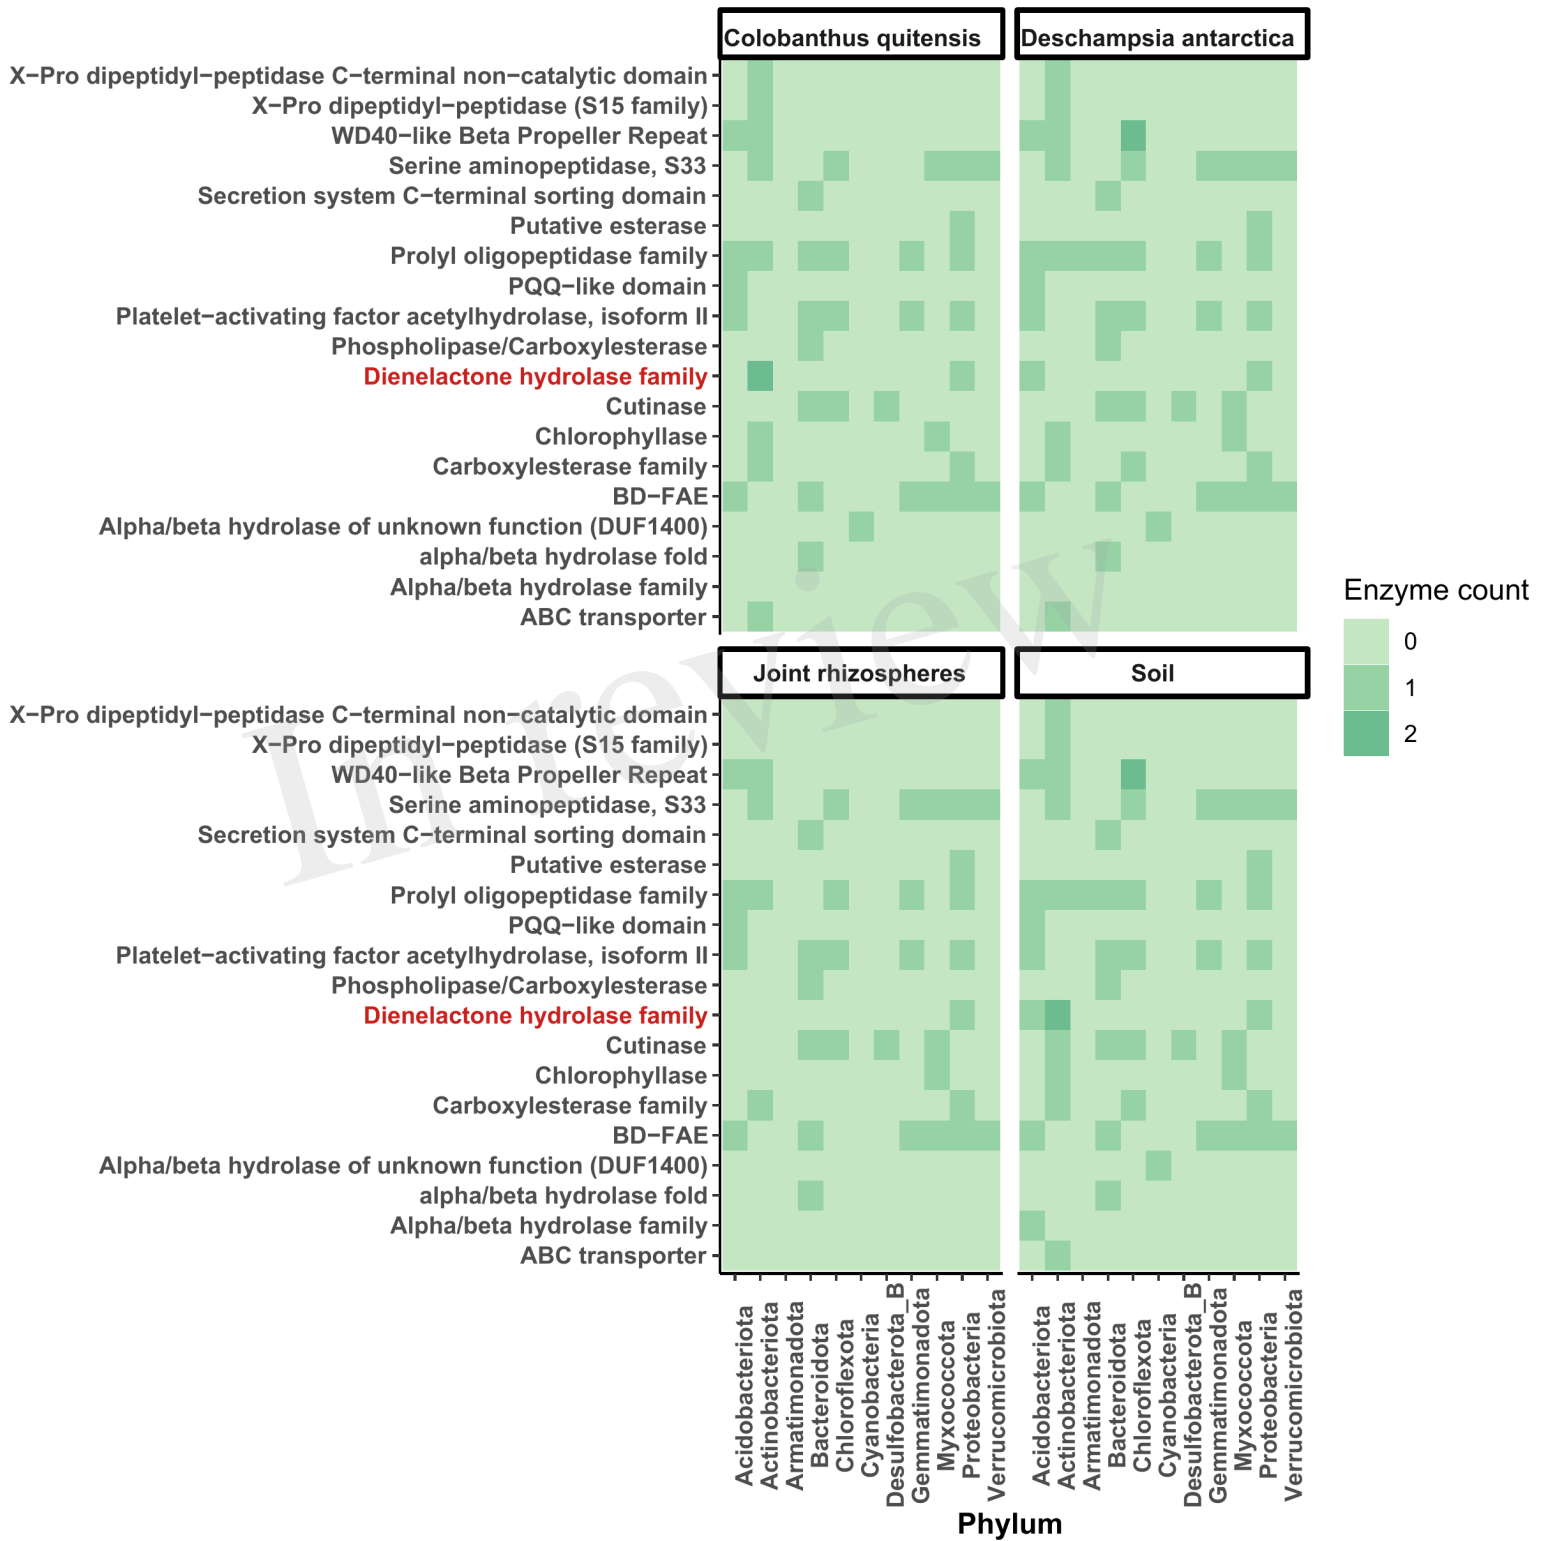 Colobanthus quitensis
Deschampsia antarctica
X−Pro dipeptidyl−peptidase C−terminal non−catalytic domain
X−Pro dipeptidyl−peptidase (S15 family)
WD40−like Beta Propeller Repeat
Serine aminopeptidase, S33
Secretion system C−terminal sorting domain
Putative esterase
Prolyl oligopeptidase family
PQQ−like domain
Platelet−activating factor acetylhydrolase, isoform II
Phospholipase/Carboxylesterase
Dienelactone hydrolase family
Cutinase
Chlorophyllase
Carboxylesterase family
BD−FAE
Alpha/beta hydrolase of unknown function (DUF1400)
alpha/beta hydrolase fold
Alpha/beta hydrolase family
ABC transporter
Enzyme count
0
1
2
Joint rhizospheres
Soil
X−Pro dipeptidyl−peptidase C−terminal non−catalytic domain
X−Pro dipeptidyl−peptidase (S15 family)
WD40−like Beta Propeller Repeat
Serine aminopeptidase, S33
Secretion system C−terminal sorting domain
Putative esterase
Prolyl oligopeptidase family
PQQ−like domain
Platelet−activating factor acetylhydrolase, isoform II
Phospholipase/Carboxylesterase
Dienelactone hydrolase family
Cutinase
Chlorophyllase
Carboxylesterase family
BD−FAE
Alpha/beta hydrolase of unknown function (DUF1400)
alpha/beta hydrolase fold
Alpha/beta hydrolase family
ABC transporter
In review
Acidobacteriota
Actinobacteriota
Armatimonadota
Bacteroidota
Chloroflexota
Cyanobacteria
Desulfobacterota_B
Gemmatimonadota
Myxococcota
Proteobacteria
Verrucomicrobiota
Acidobacteriota
Actinobacteriota
Armatimonadota
Bacteroidota
Chloroflexota
Cyanobacteria
Desulfobacterota_B
Gemmatimonadota
Myxococcota
Proteobacteria
Verrucomicrobiota
Phylum